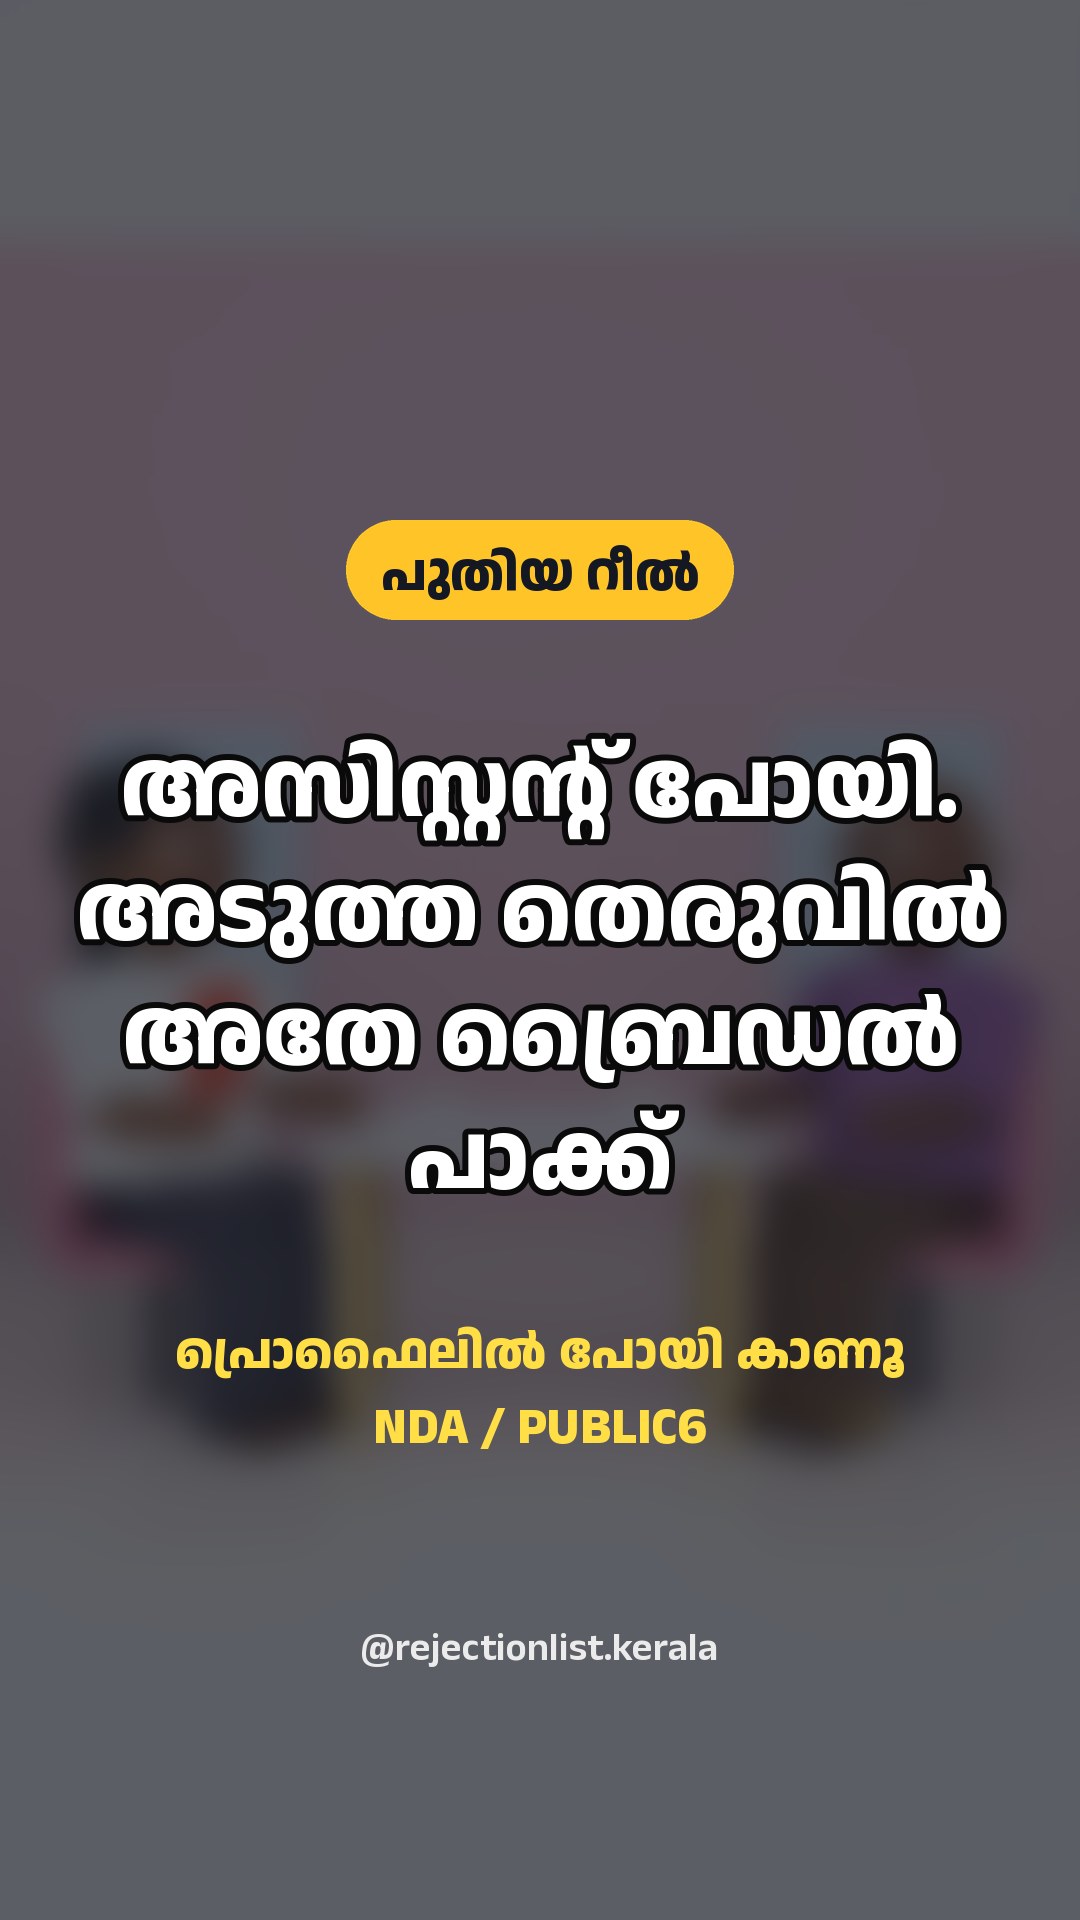 പുതിയ റീൽ
അസിസ്റ്റന്റ് പോയി.
അടുത്ത തെരുവിൽ
അതേ ബ്രൈഡൽ
പാക്ക്
പ്രൊഫൈലിൽ പോയി കാണൂ
NDA / PUBLIC6
@rejectionlist.kerala